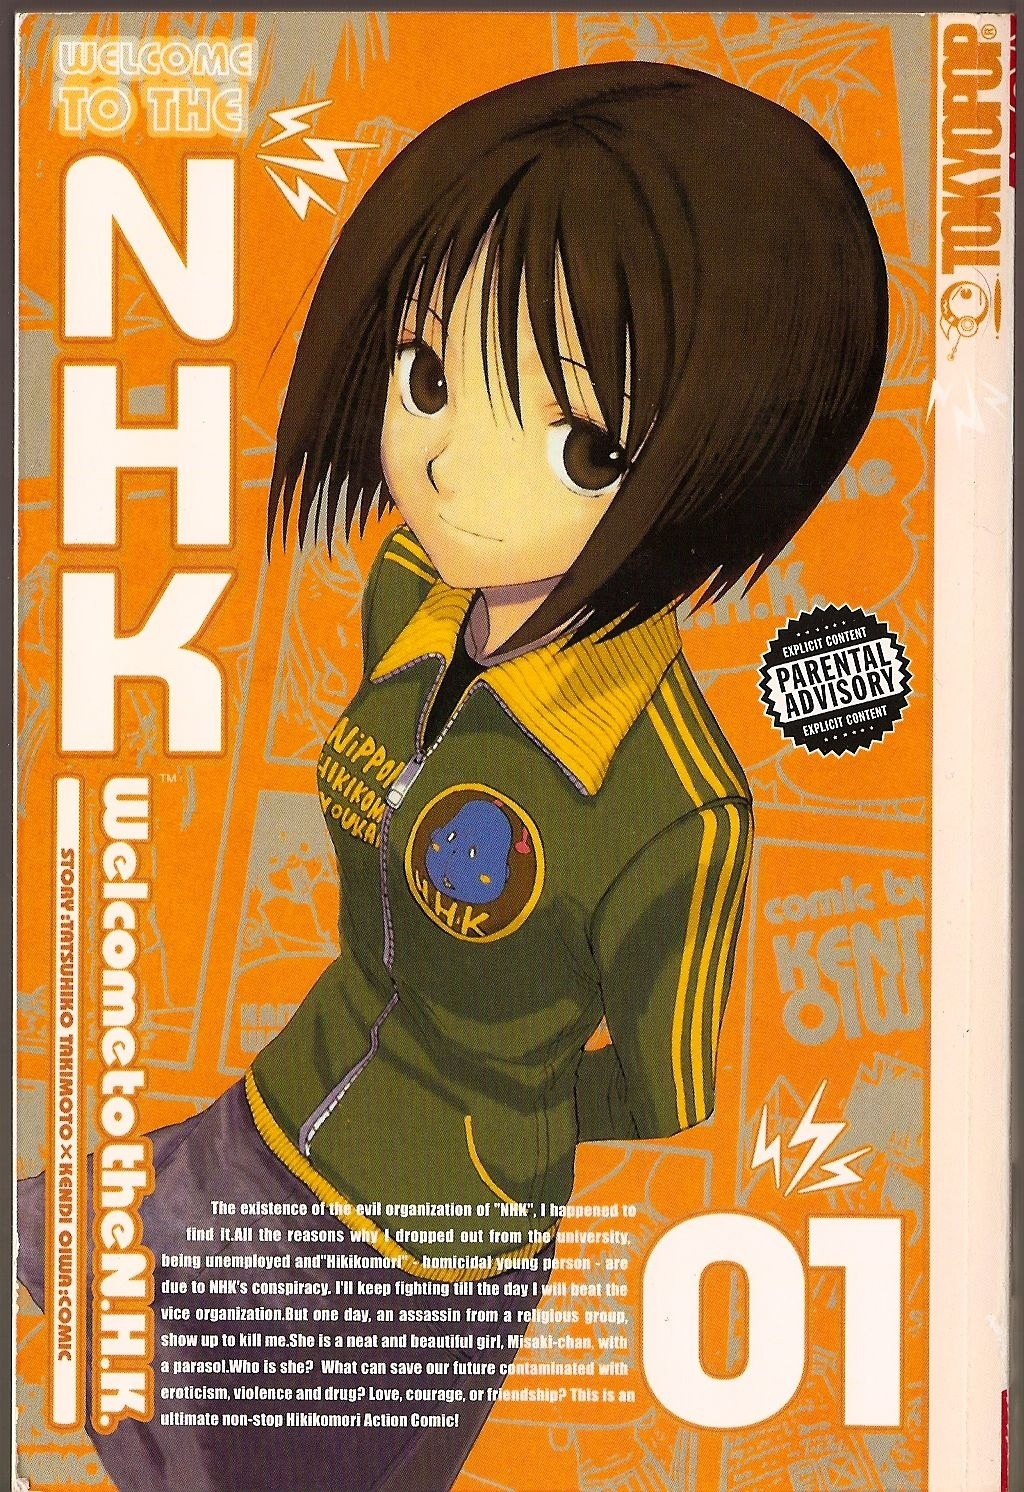 WELCOME
TO THE
NHK
TM
Welcome to the N.H.K.
STORY:TATSUHIKO TAKIMOTO × KENDI OIWA:COMIC
TOKYOPOP®
NIPPON
HIKIKOM
YOUKAI
N.H.K
EXPLICIT CONTENT
PARENTAL
ADVISORY
EXPLICIT CONTENT
comic by
KENDI
OIWA
The existence of the evil organization of "NHK", I happened to
find it.All the reasons why I dropped out from the university,
being unemployed and"Hikikomori" - homicidal young person - are
due to NHK's conspiracy. I'll keep fighting till the day I will beat the
vice organization.But one day, an assassin from a religious group,
show up to kill me.She is a neat and beautiful girl, Misaki-chan, with
a parasol.Who is she? What can save our future contaminated with
eroticism, violence and drug? Love, courage, or friendship? This is an
ultimate non-stop Hikikomori Action Comic!
01